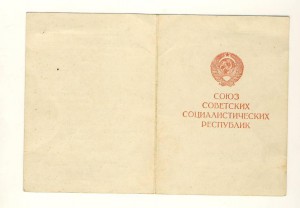 СОЮЗ
СОВЕТСКИХ
СОЦИАЛИСТИЧЕСКИХ
РЕСПУБЛИК